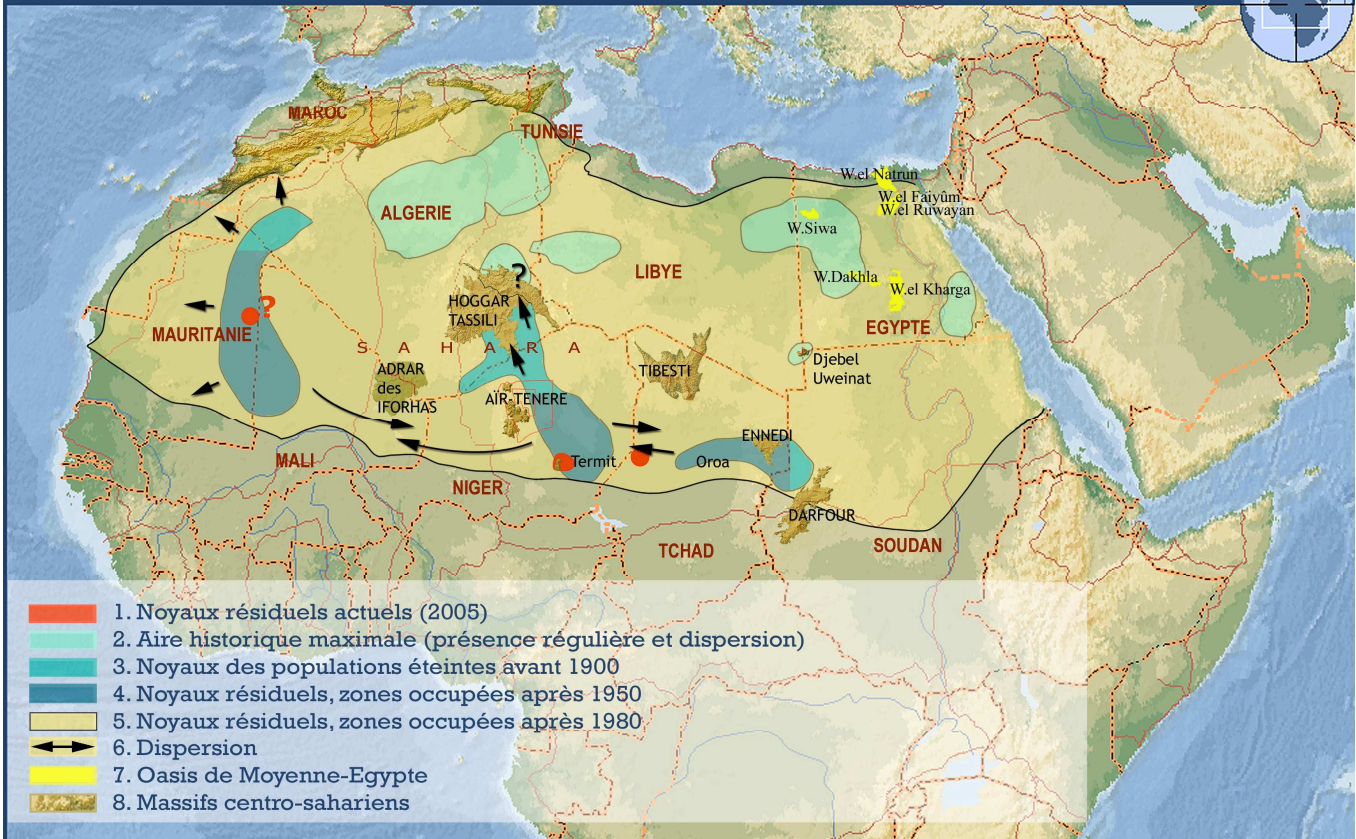 MAROC
TUNISIE
ALGERIE
LIBYE
W.el Natrun
W.el Faiyûm
W.el Ruwayan
W.Siwa
W.Dakhla
W.el Kharga
EGYPTE
?
HOGGAR
TASSILI
?
MAURITANIE
SAHARA
ADRAR
des
IFORHAS
AÏR-TENERE
TIBESTI
Djebel
Uweinat
ENNEDI
Oroa
Termit
MALI
NIGER
DARFOUR
TCHAD
SOUDAN
1. Noyaux résiduels actuels (2005)
2. Aire historique maximale (présence régulière et dispersion)
3. Noyaux des populations éteintes avant 1900
4. Noyaux résiduels, zones occupées après 1950
5. Noyaux résiduels, zones occupées après 1980
6. Dispersion
7. Oasis de Moyenne-Egypte
8. Massifs centro-sahariens